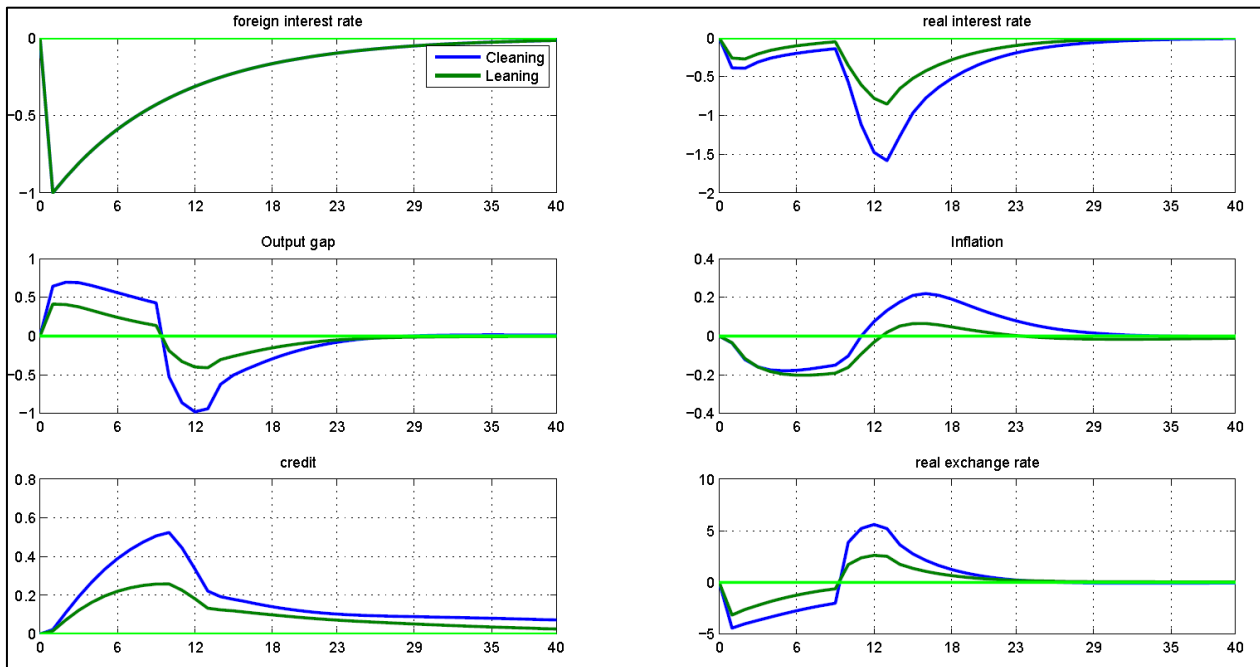 foreign interest rate
0
−0.5
−1
0 6 12 18 23 29 35 40
Cleaning
Leaning
real interest rate
0
−0.5
−1
−1.5
−2
0 6 12 18 23 29 35 40
Output gap
1
0.5
0
−0.5
−1
0 6 12 18 23 29 35 40
Inflation
0.4
0.2
0
−0.2
−0.4
0 6 12 18 23 29 35 40
credit
0.8
0.6
0.4
0.2
0
0 6 12 18 23 29 35 40
real exchange rate
10
5
0
−5
0 6 12 18 23 29 35 40